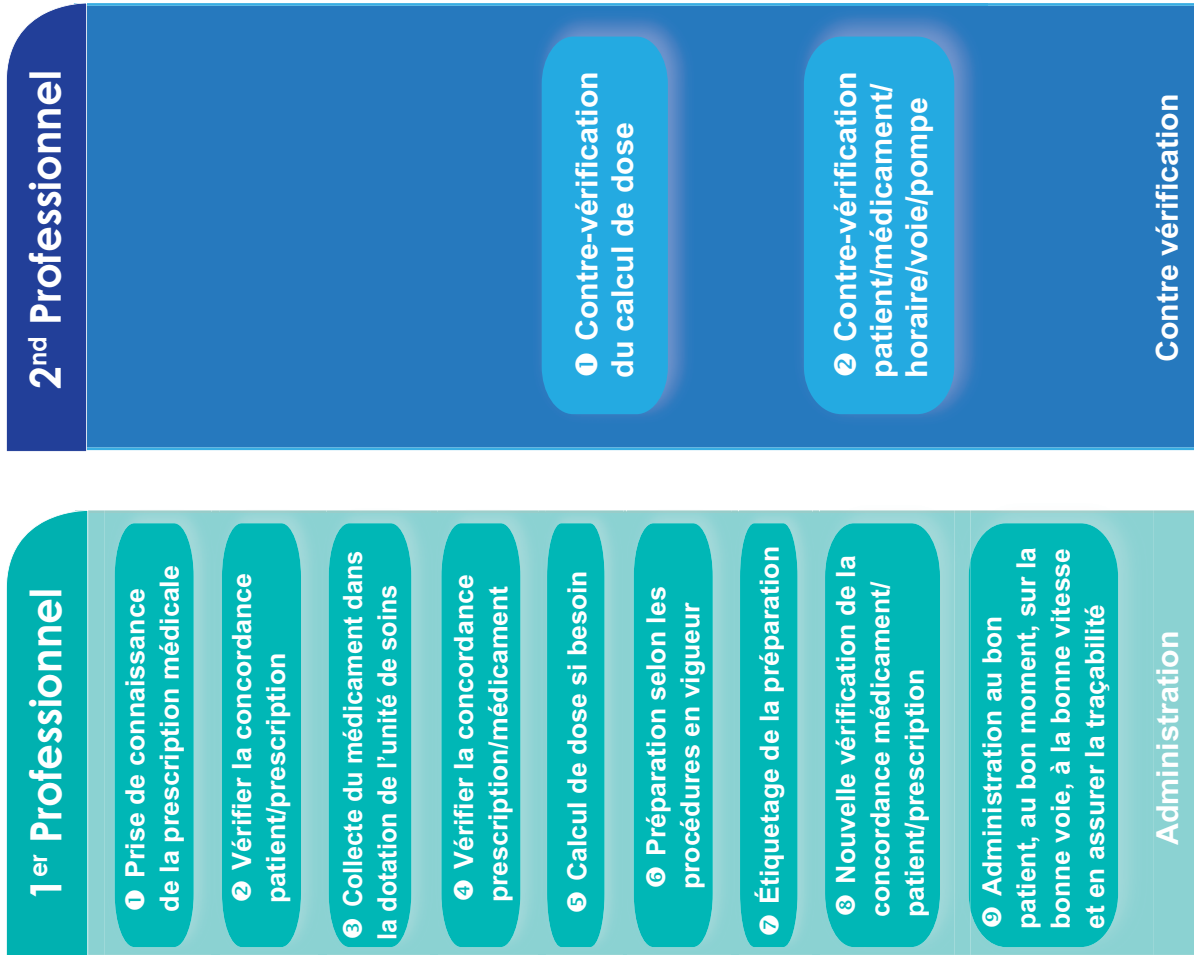 1er Professionnel
❶ Prise de connaissance
de la prescription médicale
❷ Vérifier la concordance
patient/prescription
❸ Collecte du médicament dans
la dotation de l'unité de soins
❹ Vérifier la concordance
prescription/médicament
❺ Calcul de dose si besoin
❻ Préparation selon les
procédures en vigueur
❼ Étiquetage de la préparation
❽ Nouvelle vérification de la
concordance médicament/
patient/prescription
❾ Administration au bon
patient, au bon moment, sur la
bonne voie, à la bonne vitesse
et en assurer la traçabilité
Administration
2nd Professionnel
❶ Contre-vérification
du calcul de dose
❷ Contre-vérification
patient/médicament/
horaire/voie/pompe
Contre vérification